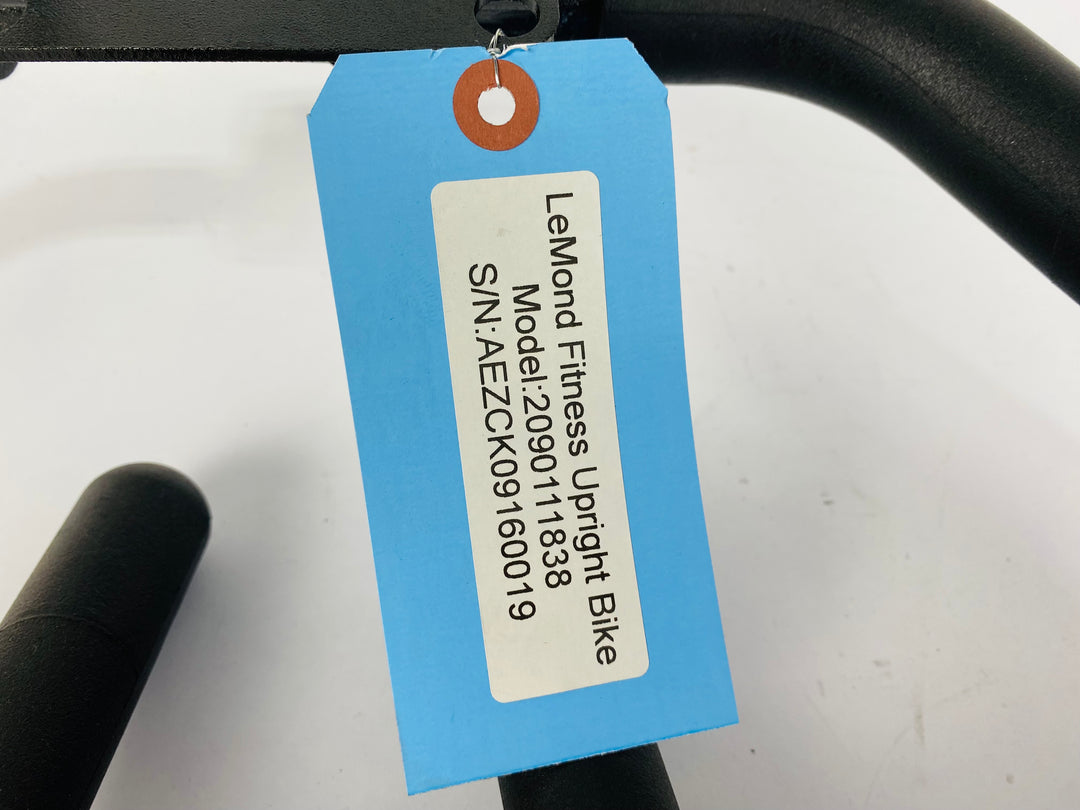 LeMond Fitness Upright Bike
Model:2090111838
S/N:AEZCK09160019